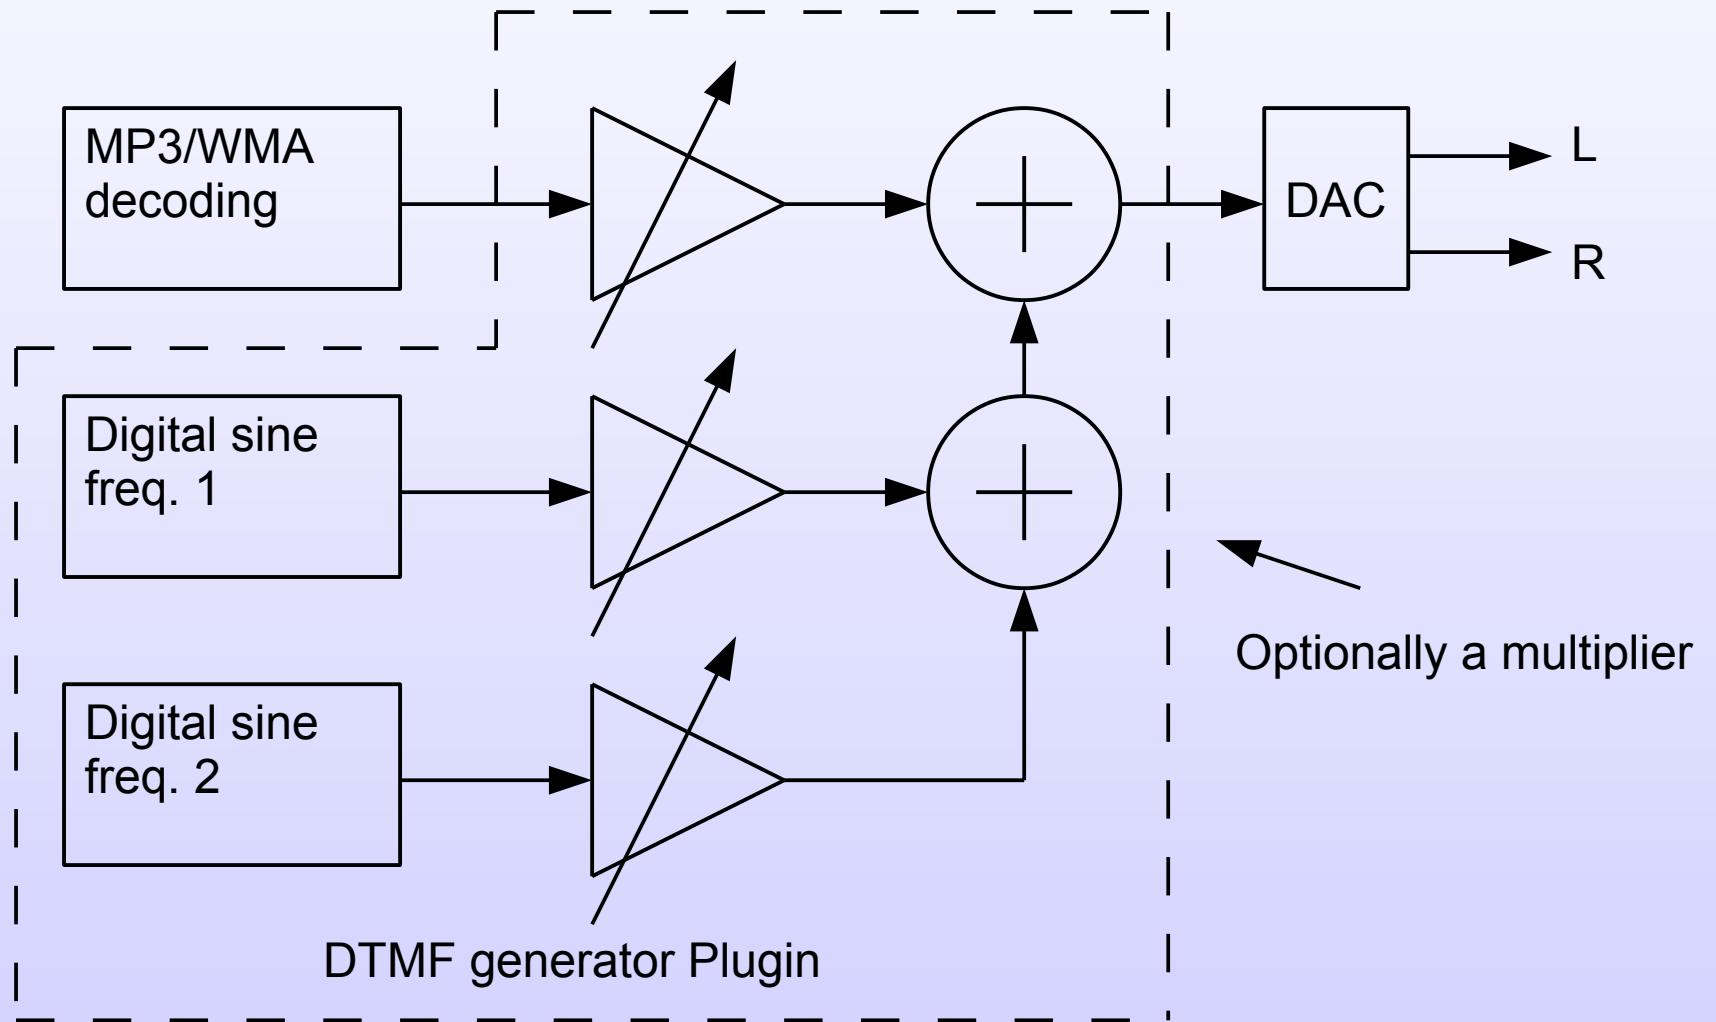 MP3/WMA
decoding
DAC
L
R
Digital sine
freq. 1
Optionally a multiplier
Digital sine
freq. 2
DTMF generator Plugin